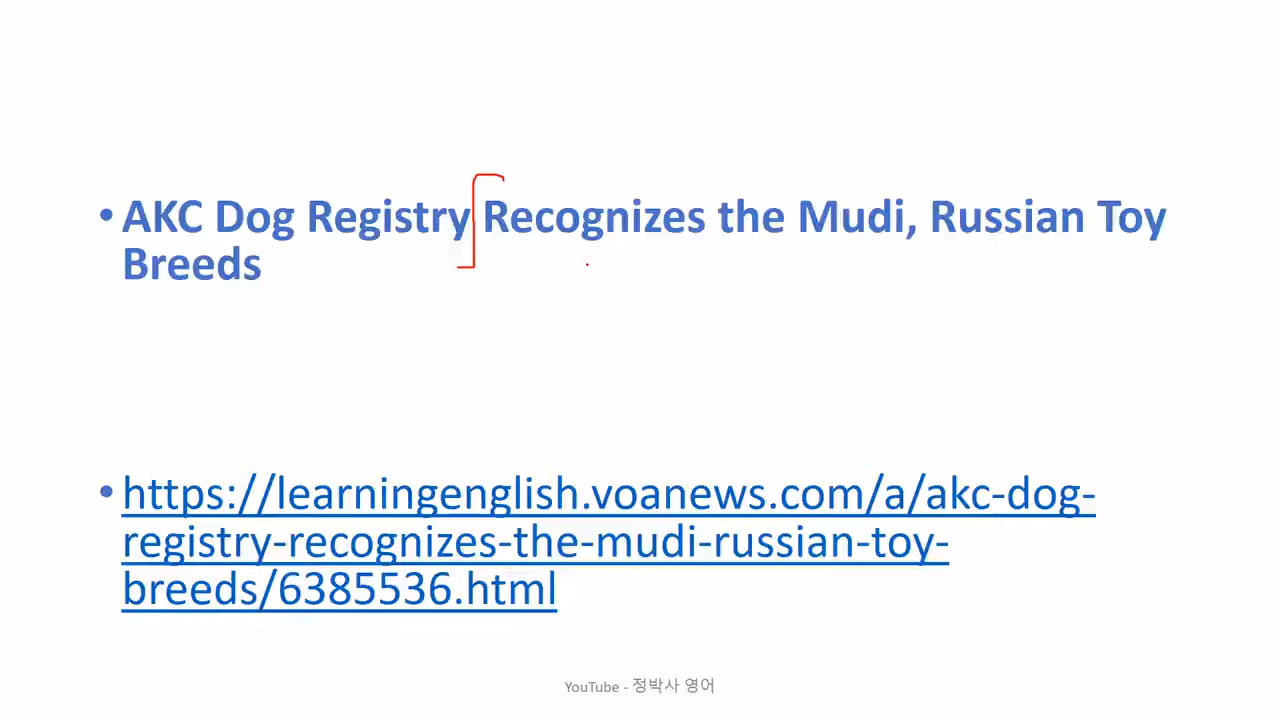 • AKC Dog Registry Recognizes the Mudi, Russian Toy
Breeds
• https://learningenglish.voanews.com/a/akc-dog-
registry-recognizes-the-mudi-russian-toy-
breeds/6385536.html
YouTube - 정박사 영어